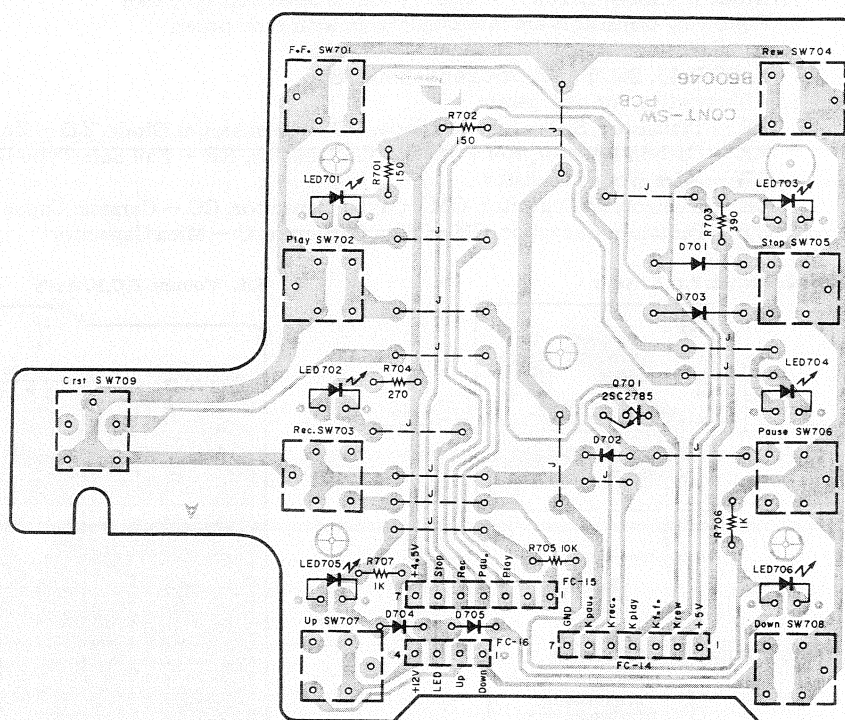 F.F. SW701
Rew SW704
B60046
PCB
CONT-SW
R702
150
J
R701
150
LED701
J
R703
390
LED703
Play SW702
J
D701
Stop SW705
J
D703
J
J
J
Crst SW709
LED702
R704
270
Q701
2SC2785
LED704
Rec. SW703
J
D702
Pause SW706
J
J
J
J
J
J
R706
1K
A
LED705
R707
1K
+4.5V
Stop
Rec
Pau.
Play
R705 10K
LED706
7
1
FC-15
GND
Kpau.
Krec.
Kplay
Kf.f.
Krew
+5V
Up SW707
D704
D705
Down SW708
FC-16
4
1
7
1
FC-14
+12V
LED
Up
Down